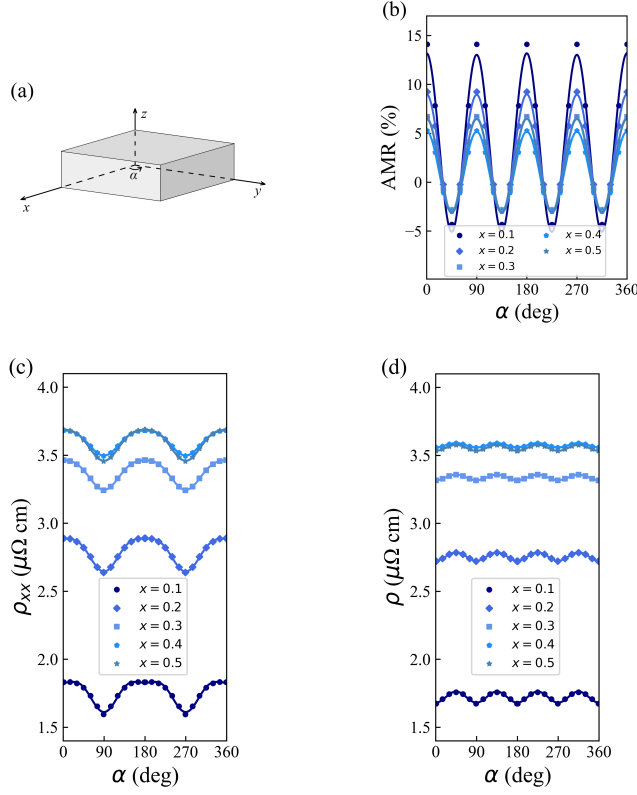 (a)
z
α
x
y
(b)
AMR (%)
15
10
5
0
−5
x = 0.1
x = 0.2
x = 0.3
x = 0.4
x = 0.5
0 90 180 270 360
α (deg)
(c)
ρxx (μΩ cm)
4.0
3.5
3.0
2.5
2.0
1.5
x = 0.1
x = 0.2
x = 0.3
x = 0.4
x = 0.5
0 90 180 270 360
α (deg)
(d)
ρ (μΩ cm)
4.0
3.5
3.0
2.5
2.0
1.5
x = 0.1
x = 0.2
x = 0.3
x = 0.4
x = 0.5
0 90 180 270 360
α (deg)